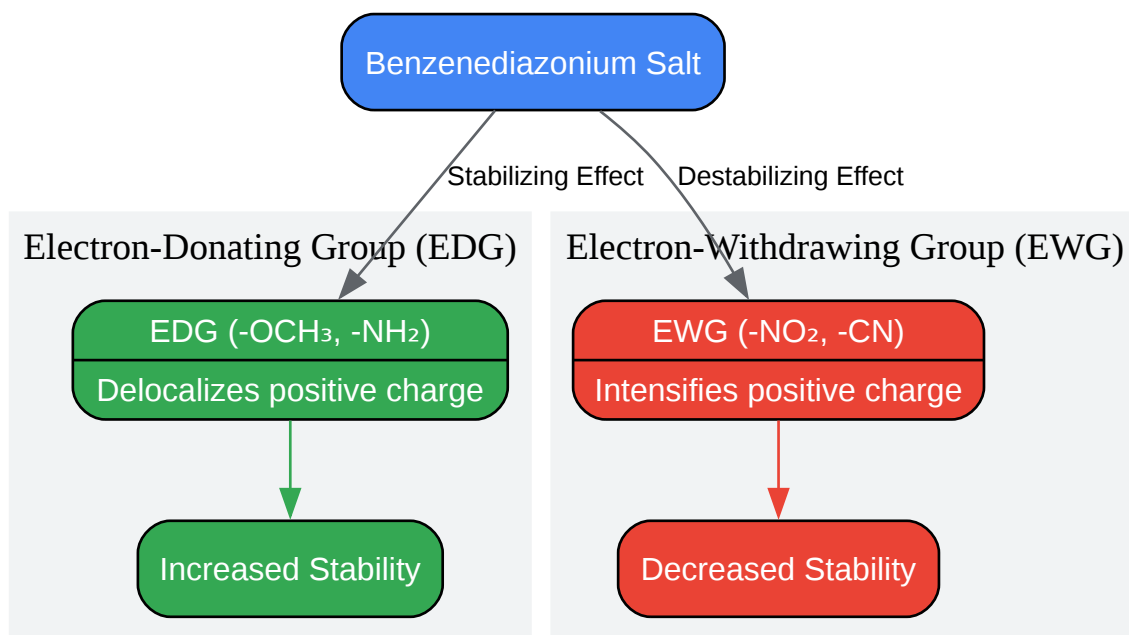 Benzenediazonium Salt
Stabilizing Effect
Destabilizing Effect
Electron-Donating Group (EDG)
EDG (-OCH₃, -NH₂)
Delocalizes positive charge
Increased Stability
Electron-Withdrawing Group (EWG)
EWG (-NO₂, -CN)
Intensifies positive charge
Decreased Stability